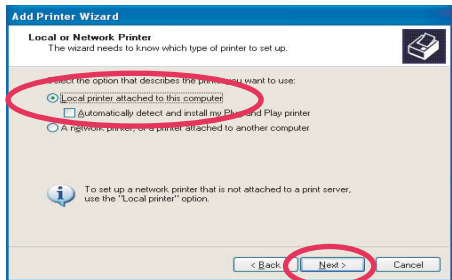 Add Printer Wizard
Local or Network Printer
The wizard needs to know which type of printer to set up.
Select the option that describes the printer you want to use:
Local printer attached to this computer
Automatically detect and install my Plug and Play printer
A network printer, or a printer attached to another computer
To set up a network printer that is not attached to a print server,
use the "Local printer" option.
< Back Next > Cancel